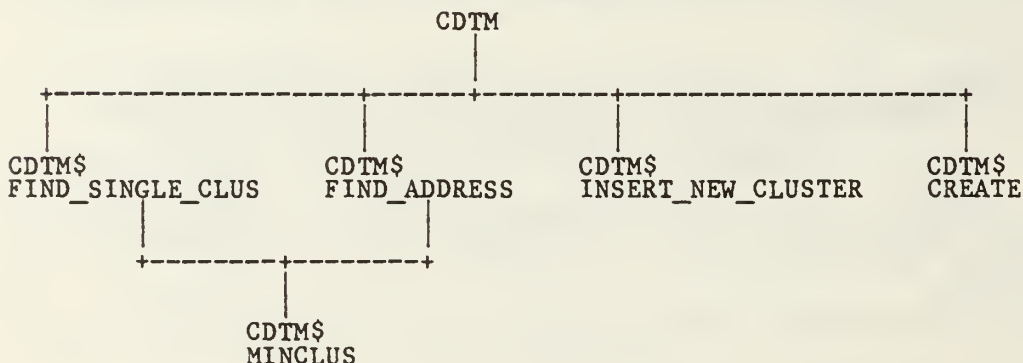 CDTM
CDTM$ CDTM$ CDTM$ CDTM$
FIND_SINGLE_CLUS FIND_ADDRESS INSERT_NEW_CLUSTER CREATE
CDTM$
MINCLUS